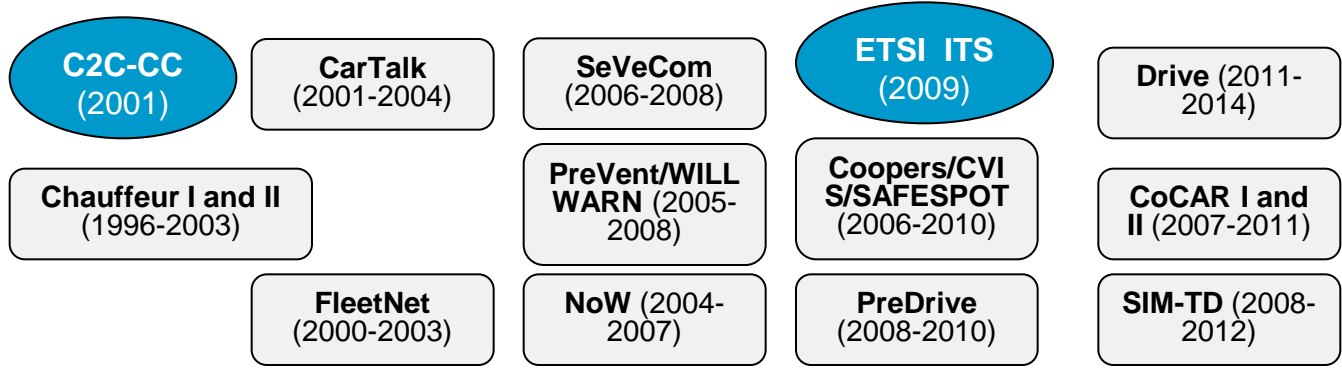 C2C-CC
(2001)
CarTalk
(2001-2004)
SeVeCom
(2006-2008)
ETSI ITS
(2009)
Drive (2011-
2014)
Chauffeur I and II
(1996-2003)
PreVent/WILL
WARN (2005-
2008)
Coopers/CVI
S/SAFESPOT
(2006-2010)
CoCAR I and
II (2007-2011)
FleetNet
(2000-2003)
NoW (2004-
2007)
PreDrive
(2008-2010)
SIM-TD (2008-
2012)